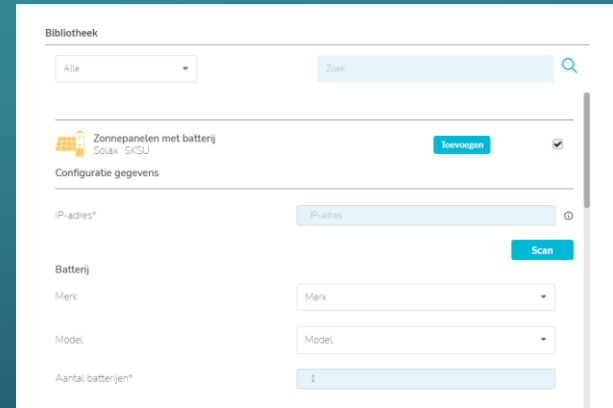 Bibliotheek
Alle
Zoek
Zonnepanelen met batterij
Solax SKSU
Toevoegen
Configuratie gegevens
IP-adres*
IP-adres
Scan
Batterij
Merk
Merk
Model
Model
Aantal batterijen*
1